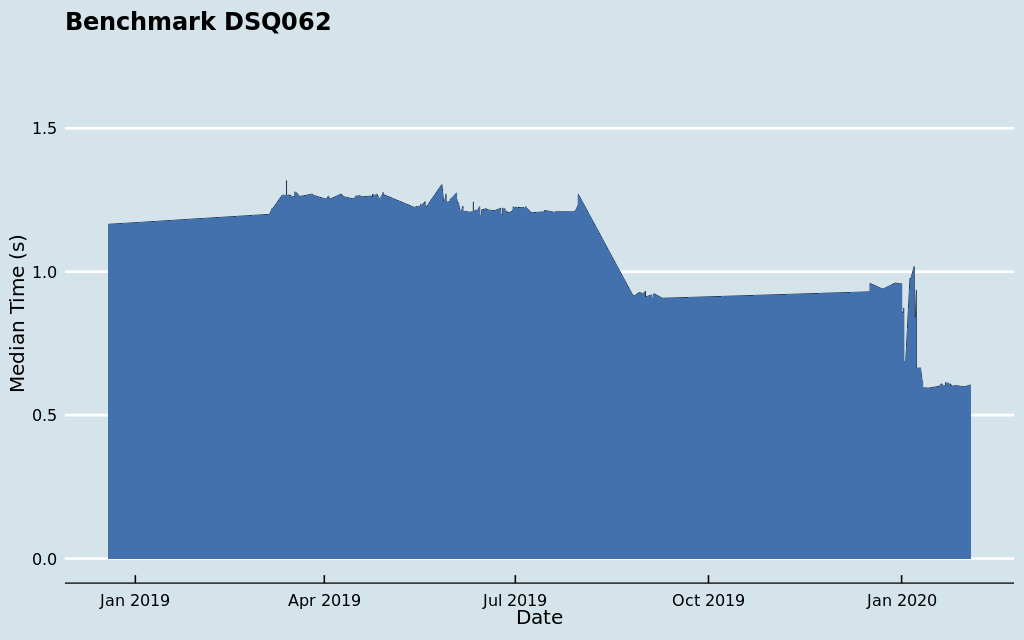 Benchmark DSQ062
Median Time (s)
1.5
1.0
0.5
0.0
Jan 2019
Apr 2019
Jul 2019
Oct 2019
Jan 2020
Date